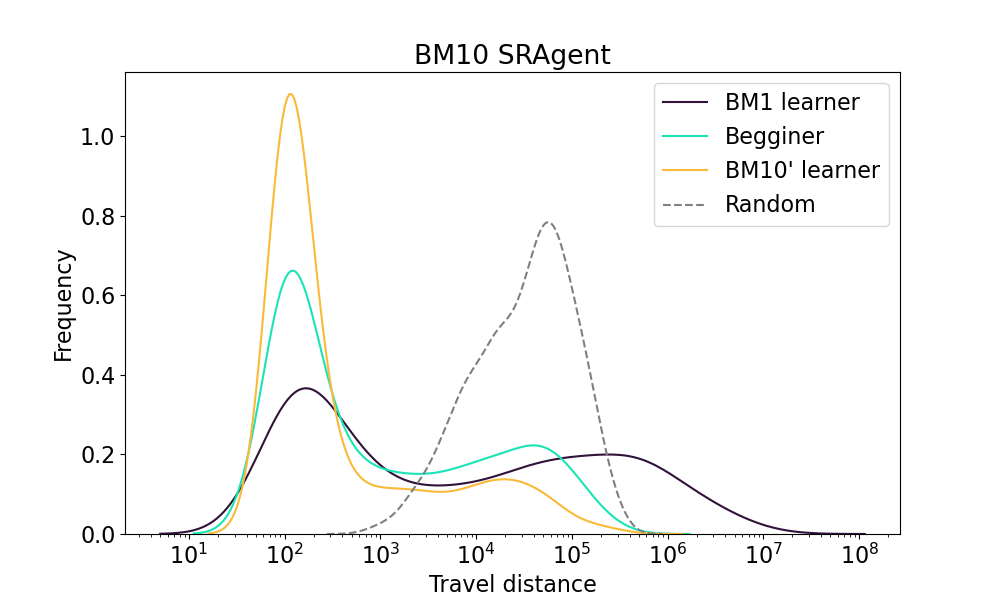 BM10 SRAgent
BM1 learner
Begginer
BM10' learner
Random
Frequency
1.0
0.8
0.6
0.4
0.2
0.0
10¹ 10² 10³ 10⁴ 10⁵ 10⁶ 10⁷ 10⁸
Travel distance